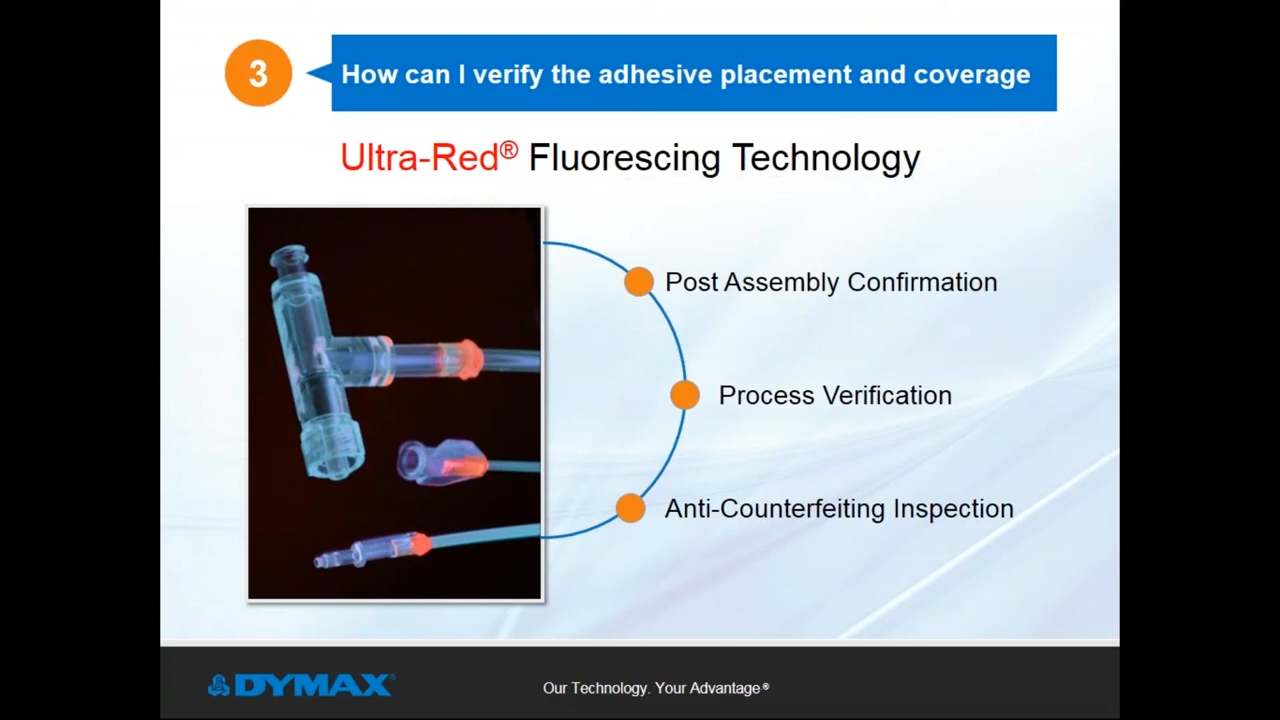 3
How can I verify the adhesive placement and coverage
Ultra-Red® Fluorescing Technology
Post Assembly Confirmation
Process Verification
Anti-Counterfeiting Inspection
DYMAX®
Our Technology. Your Advantage®